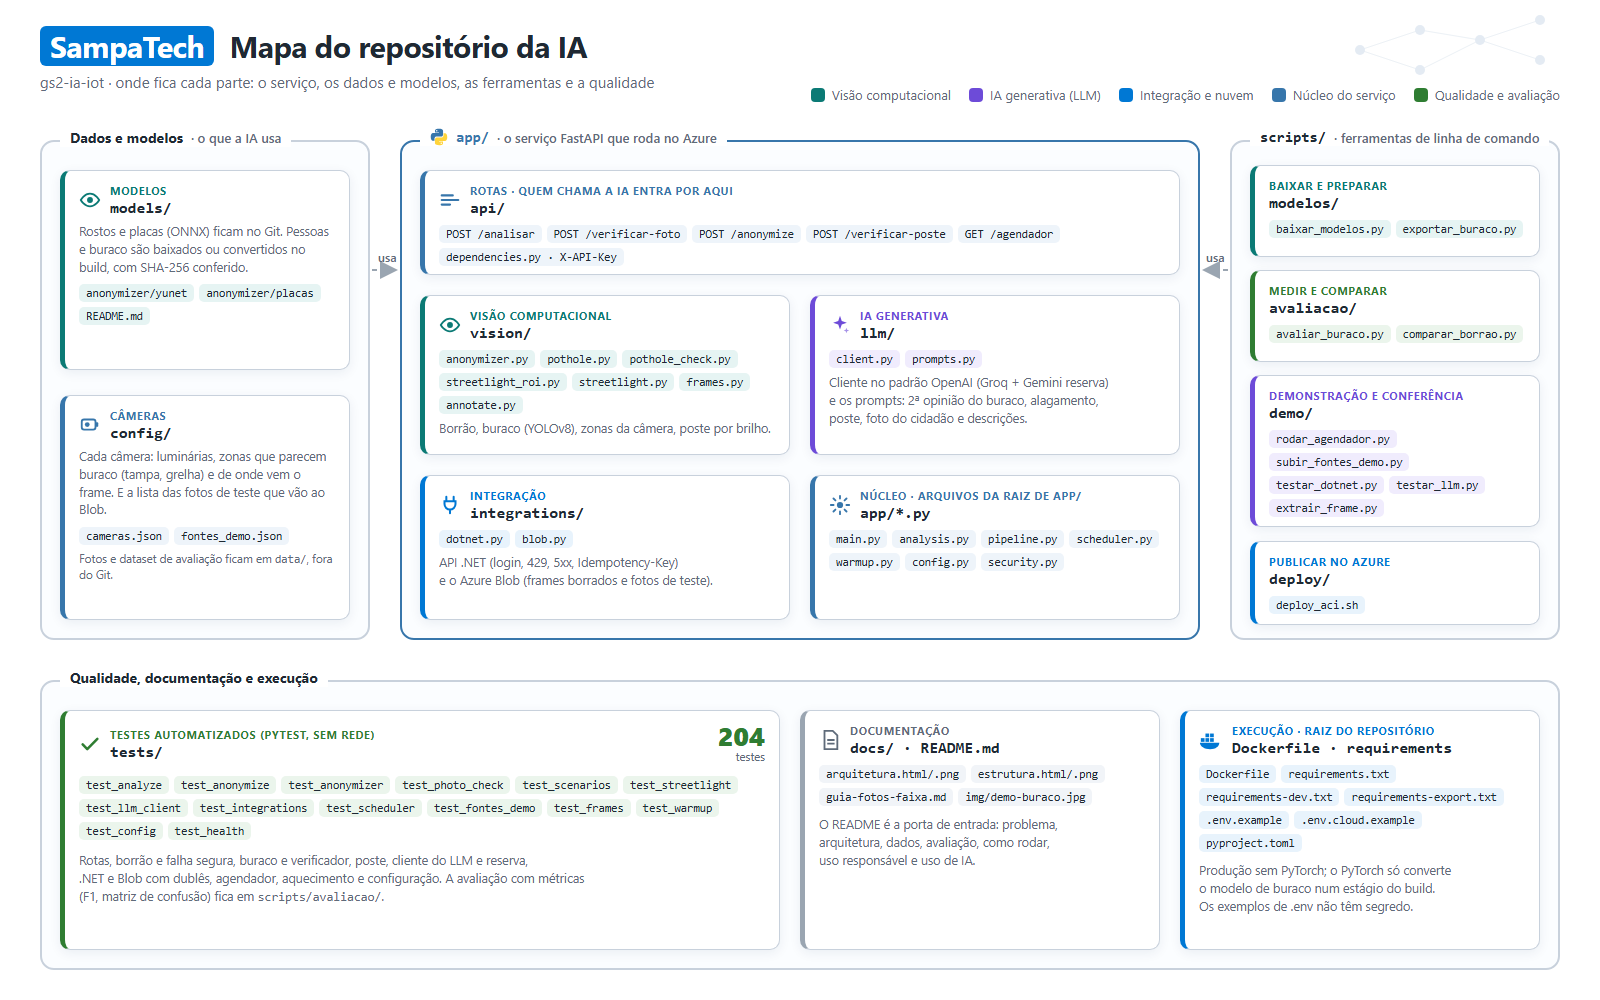 SampaTech Mapa do repositório da IA
gs2-ia-iot · onde fica cada parte: o serviço, os dados e modelos, as ferramentas e a qualidade
Visão computacional
IA generativa (LLM)
Integração e nuvem
Núcleo do serviço
Qualidade e avaliação
Dados e modelos · o que a IA usa
MODELOS
models/
Rostos e placas (ONNX) ficam no Git. Pessoas
e buraco são baixados ou convertidos no
build, com SHA-256 conferido.
anonymizer/yunet anonymizer/placas
README.md
CÂMERAS
config/
Cada câmera: luminárias, zonas que parecem
buraco (tampa, grelha) e de onde vem o
frame. E a lista das fotos de teste que vão ao
Blob.
cameras.json fontes_demo.json
Fotos e dataset de avaliação ficam em data/, fora
do Git.
usa
app/ · o serviço FastAPI que roda no Azure
ROTAS · QUEM CHAMA A IA ENTRA POR AQUI
api/
POST /analisar POST /verificar-foto POST /anonymize POST /verificar-poste GET /agendador
dependencies.py · X-API-Key
VISÃO COMPUTACIONAL
vision/
anonymizer.py pothole.py pothole_check.py
streetlight_roi.py streetlight.py frames.py
annotate.py
Borrão, buraco (YOLOv8), zonas da câmera, poste por brilho.
IA GENERATIVA
llm/
client.py prompts.py
Cliente no padrão OpenAI (Groq + Gemini reserva)
e os prompts: 2ª opinião do buraco, alagamento,
poste, foto do cidadão e descrições.
INTEGRAÇÃO
integrations/
dotnet.py blob.py
API .NET (login, 429, 5xx, Idempotency-Key)
e o Azure Blob (frames borrados e fotos de teste).
NÚCLEO · ARQUIVOS DA RAIZ DE APP/
app/*.py
main.py analysis.py pipeline.py scheduler.py
warmup.py config.py security.py
usa
scripts/ · ferramentas de linha de comando
BAIXAR E PREPARAR
modelos/
baixar_modelos.py exportar_buraco.py
MEDIR E COMPARAR
avaliacao/
avaliar_buraco.py comparar_borrao.py
DEMONSTRAÇÃO E CONFERÊNCIA
demo/
rodar_agendador.py
subir_fontes_demo.py
testar_dotnet.py testar_llm.py
extrair_frame.py
PUBLICAR NO AZURE
deploy/
deploy_aci.sh
Qualidade, documentação e execução
TESTES AUTOMATIZADOS (PYTEST, SEM REDE)
tests/
204
testes
test_analyze test_anonymize test_anonymizer test_photo_check test_scenarios test_streetlight
test_llm_client test_integrations test_scheduler test_fontes_demo test_frames test_warmup
test_config test_health
Rotas, borrão e falha segura, buraco e verificador, poste, cliente do LLM e reserva,
.NET e Blob com dublês, agendador, aquecimento e configuração. A avaliação com métricas
(F1, matriz de confusão) fica em scripts/avaliacao/.
DOCUMENTAÇÃO
docs/ · README.md
arquitetura.html/.png estrutura.html/.png
guia-fotos-faixa.md img/demo-buraco.jpg
O README é a porta de entrada: problema,
arquitetura, dados, avaliação, como rodar,
uso responsável e uso de IA.
EXECUÇÃO · RAIZ DO REPOSITÓRIO
Dockerfile · requirements
Dockerfile requirements.txt
requirements-dev.txt requirements-export.txt
.env.example .env.cloud.example
pyproject.toml
Produção sem PyTorch; o PyTorch só converte
o modelo de buraco num estágio do build.
Os exemplos de .env não têm segredo.